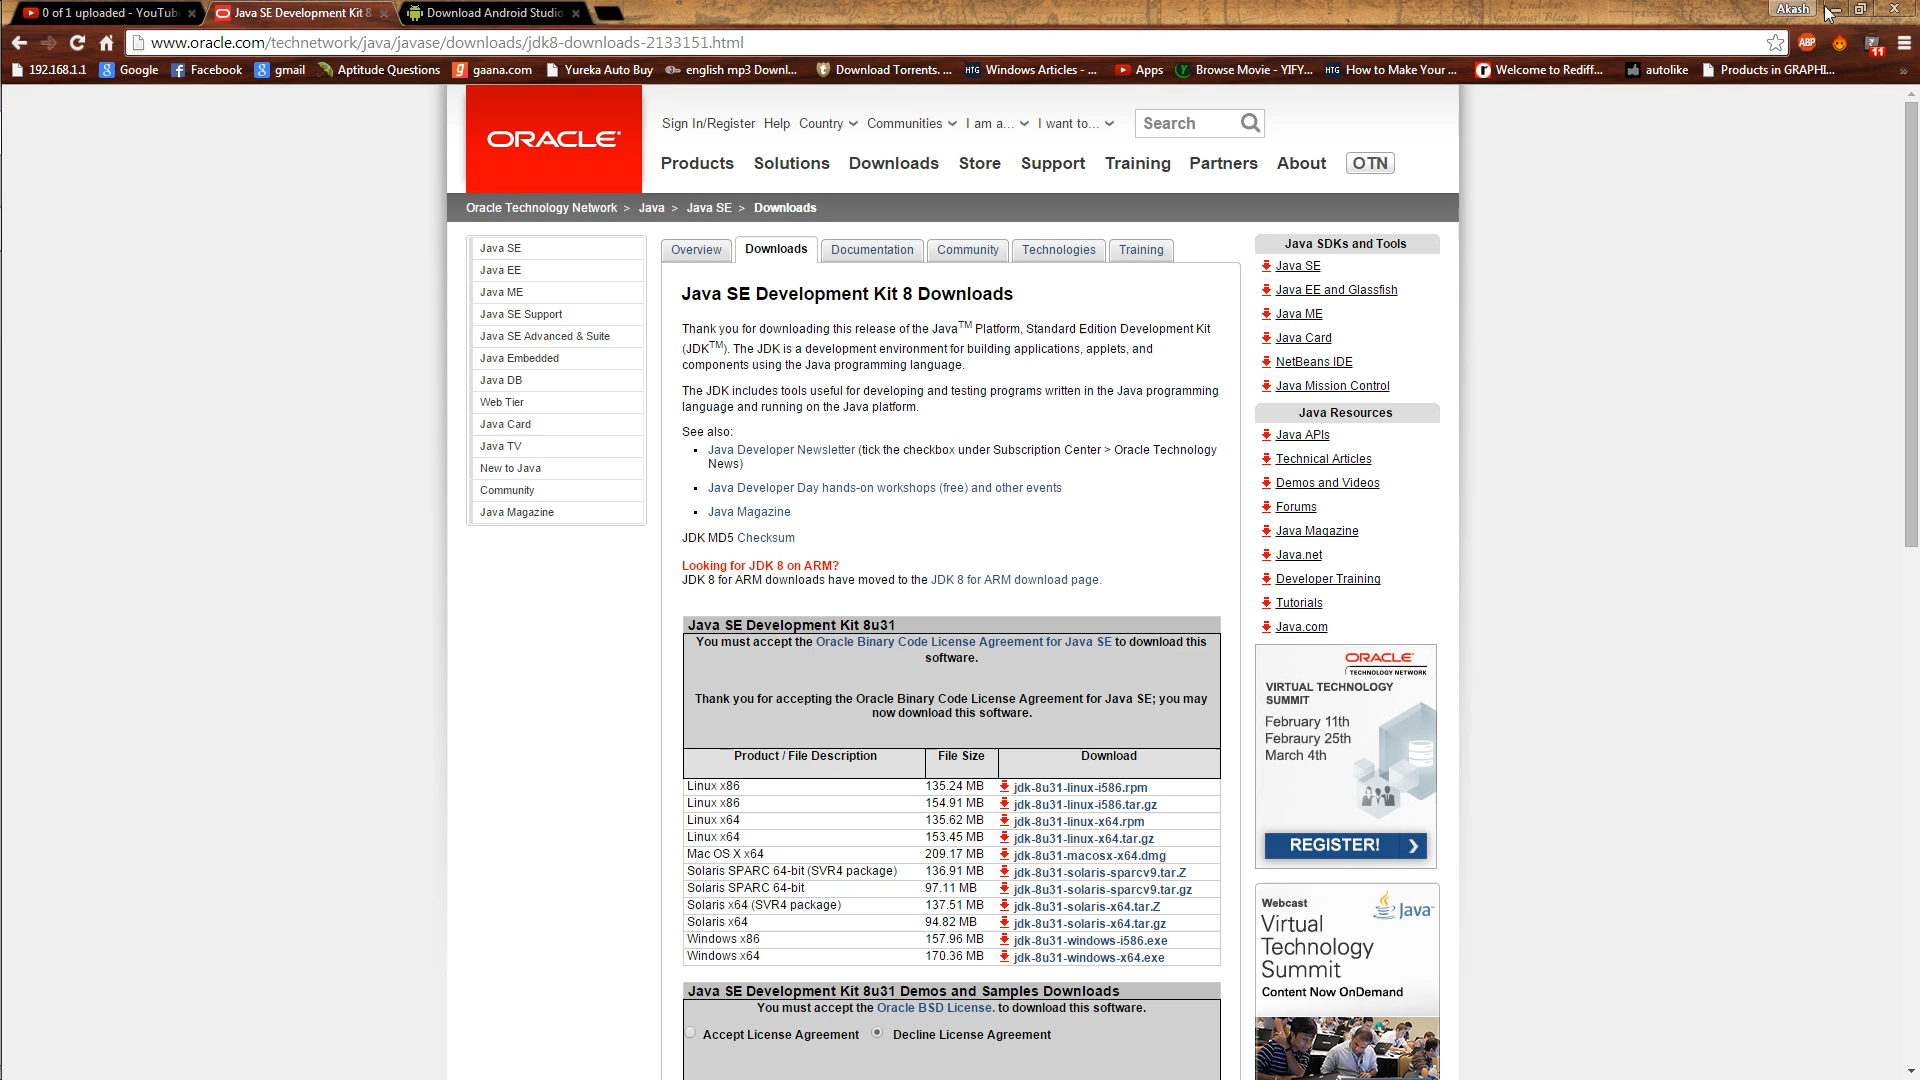 0 of 1 uploaded - YouTub
Java SE Development Kit 8
Download Android Studio
Akash
www.oracle.com/technetwork/java/javase/downloads/jdk8-downloads-2133151.html
ABP
11
192.168.1.1
Google
Facebook
gmail
Aptitude Questions
gaana.com
Yureka Auto Buy
english mp3 Downl...
Download Torrents. ...
HTG Windows Articles - ...
Apps
Browse Movie - YIFY...
HTG How to Make Your ...
Welcome to Rediff...
autolike
Products in GRAPHI...
»
ORACLE
Sign In/Register Help Country Communities I am a... I want to... Search
Products Solutions Downloads Store Support Training Partners About OTN
Oracle Technology Network > Java > Java SE > Downloads
Java SE
Java EE
Java ME
Java SE Support
Java SE Advanced & Suite
Java Embedded
Java DB
Web Tier
Java Card
Java TV
New to Java
Community
Java Magazine
Overview Downloads Documentation Community Technologies Training
Java SE Development Kit 8 Downloads
Thank you for downloading this release of the Java™ Platform, Standard Edition Development Kit
(JDK™). The JDK is a development environment for building applications, applets, and
components using the Java programming language.
The JDK includes tools useful for developing and testing programs written in the Java programming
language and running on the Java platform.
See also:
Java Developer Newsletter (tick the checkbox under Subscription Center > Oracle Technology
News)
Java Developer Day hands-on workshops (free) and other events
Java Magazine
JDK MD5 Checksum
Looking for JDK 8 on ARM?
JDK 8 for ARM downloads have moved to the JDK 8 for ARM download page.
Java SE Development Kit 8u31
You must accept the Oracle Binary Code License Agreement for Java SE to download this
software.
Thank you for accepting the Oracle Binary Code License Agreement for Java SE; you may
now download this software.
Product / File Description File Size Download
Linux x86 135.24 MB jdk-8u31-linux-i586.rpm
Linux x86 154.91 MB jdk-8u31-linux-i586.tar.gz
Linux x64 135.62 MB jdk-8u31-linux-x64.rpm
Linux x64 153.45 MB jdk-8u31-linux-x64.tar.gz
Mac OS X x64 209.17 MB jdk-8u31-macosx-x64.dmg
Solaris SPARC 64-bit (SVR4 package) 136.91 MB jdk-8u31-solaris-sparcv9.tar.Z
Solaris SPARC 64-bit 97.11 MB jdk-8u31-solaris-sparcv9.tar.gz
Solaris x64 (SVR4 package) 137.51 MB jdk-8u31-solaris-x64.tar.Z
Solaris x64 94.82 MB jdk-8u31-solaris-x64.tar.gz
Windows x86 157.96 MB jdk-8u31-windows-i586.exe
Windows x64 170.36 MB jdk-8u31-windows-x64.exe
Java SE Development Kit 8u31 Demos and Samples Downloads
You must accept the Oracle BSD License. to download this software.
Accept License Agreement Decline License Agreement
Java SDKs and Tools
Java SE
Java EE and Glassfish
Java ME
Java Card
NetBeans IDE
Java Mission Control
Java Resources
Java APIs
Technical Articles
Demos and Videos
Forums
Java Magazine
Java.net
Developer Training
Tutorials
Java.com
ORACLE
TECHNOLOGY NETWORK
VIRTUAL TECHNOLOGY
SUMMIT
February 11th
Febraury 25th
March 4th
REGISTER!
Webcast
Java
Virtual
Technology
Summit
Content Now OnDemand